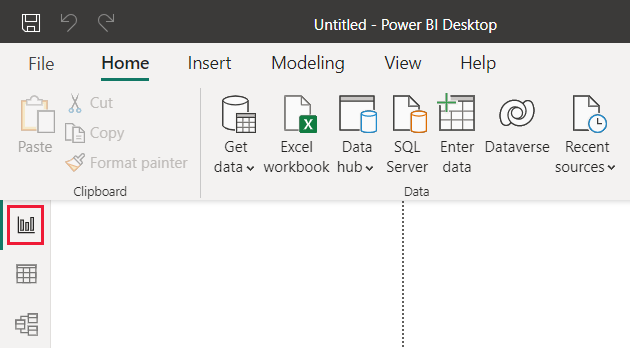 Untitled - Power BI Desktop
File Home Insert Modeling View Help
Paste
Cut
Copy
Format painter
Clipboard
Get data
Excel workbook
Data hub
SQL Server
Enter data
Dataverse
Recent sources
Data